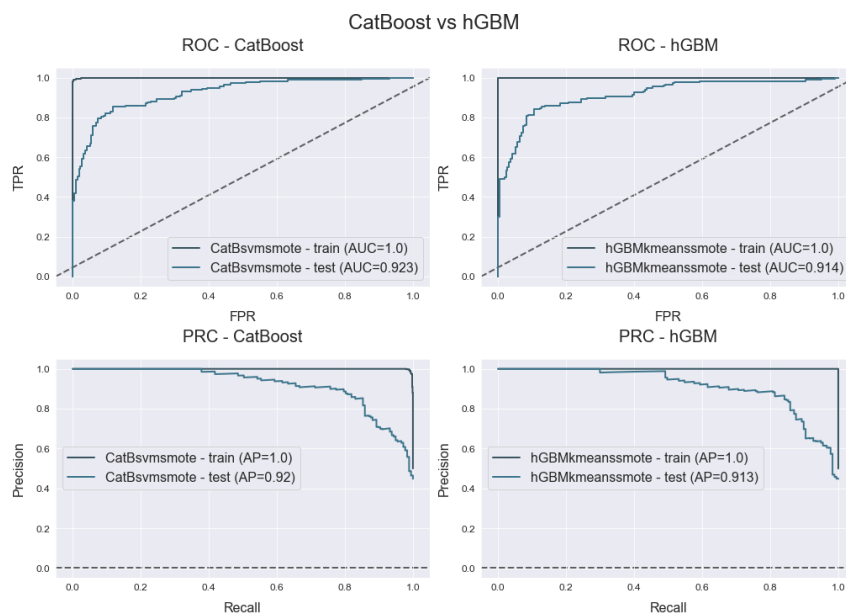 CatBoost vs hGBM
ROC - CatBoost
1.0
0.8
0.6
0.4
0.2
0.0
TPR
CatBsvmsmote - train (AUC=1.0)
CatBsvmsmote - test (AUC=0.923)
0.0 0.2 0.4 0.6 0.8 1.0
FPR
ROC - hGBM
1.0
0.8
0.6
0.4
0.2
0.0
TPR
hGBMkmeanssmote - train (AUC=1.0)
hGBMkmeanssmote - test (AUC=0.914)
0.0 0.2 0.4 0.6 0.8 1.0
FPR
PRC - CatBoost
1.0
0.8
0.6
0.4
0.2
0.0
Precision
CatBsvmsmote - train (AP=1.0)
CatBsvmsmote - test (AP=0.92)
0.0 0.2 0.4 0.6 0.8 1.0
Recall
PRC - hGBM
1.0
0.8
0.6
0.4
0.2
0.0
Precision
hGBMkmeanssmote - train (AP=1.0)
hGBMkmeanssmote - test (AP=0.913)
0.0 0.2 0.4 0.6 0.8 1.0
Recall